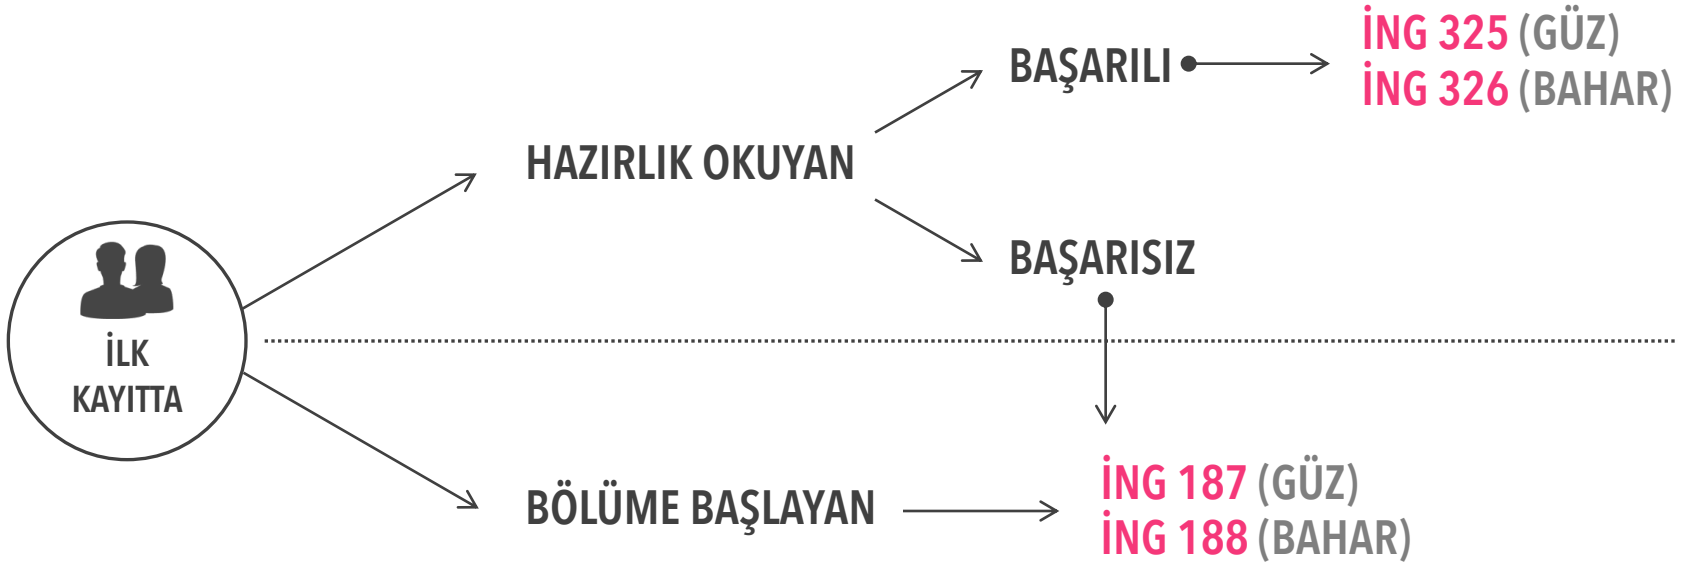 İNG 325 (GÜZ)
İNG 326 (BAHAR)
BAŞARILI
HAZIRLIK OKUYAN
BAŞARISIZ
İLK
KAYITTA
BÖLÜME BAŞLAYAN
İNG 187 (GÜZ)
İNG 188 (BAHAR)